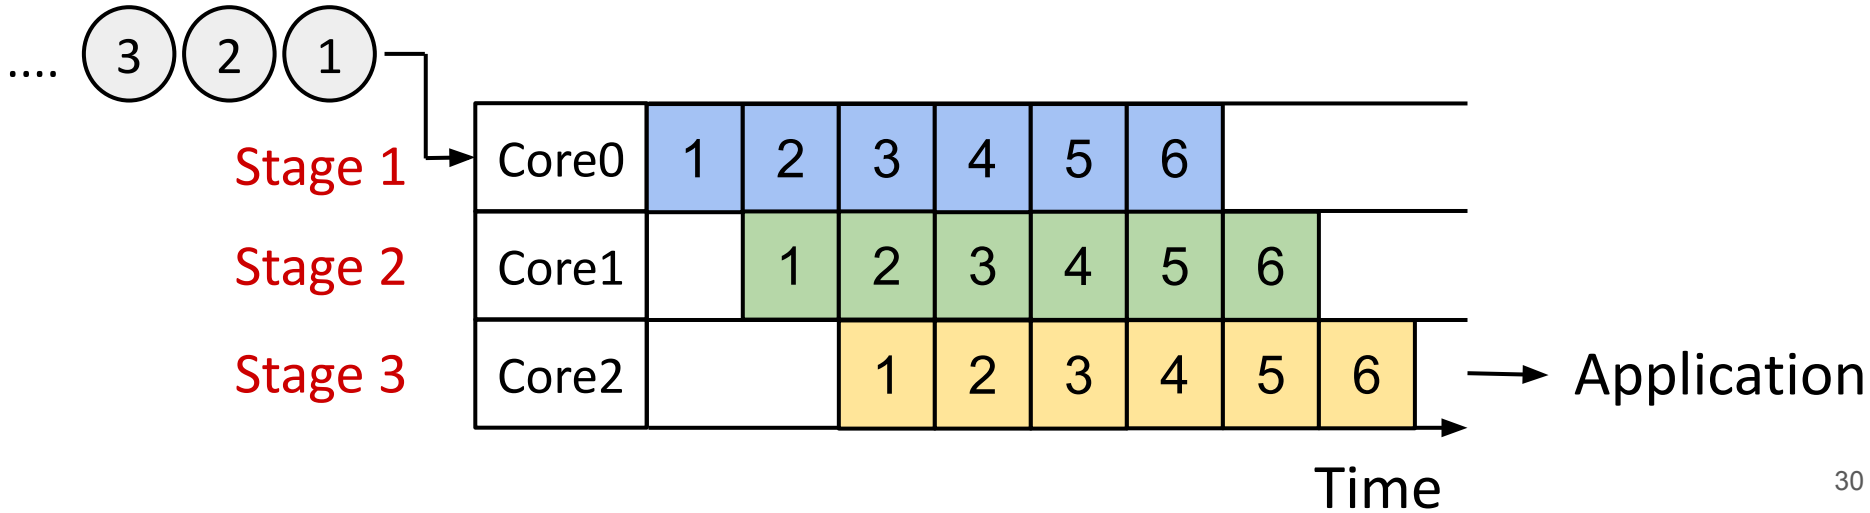 .... 3 2 1
Stage 1 Core0 1 2 3 4 5 6
Stage 2 Core1 1 2 3 4 5 6
Stage 3 Core2 1 2 3 4 5 6 Application
Time
30